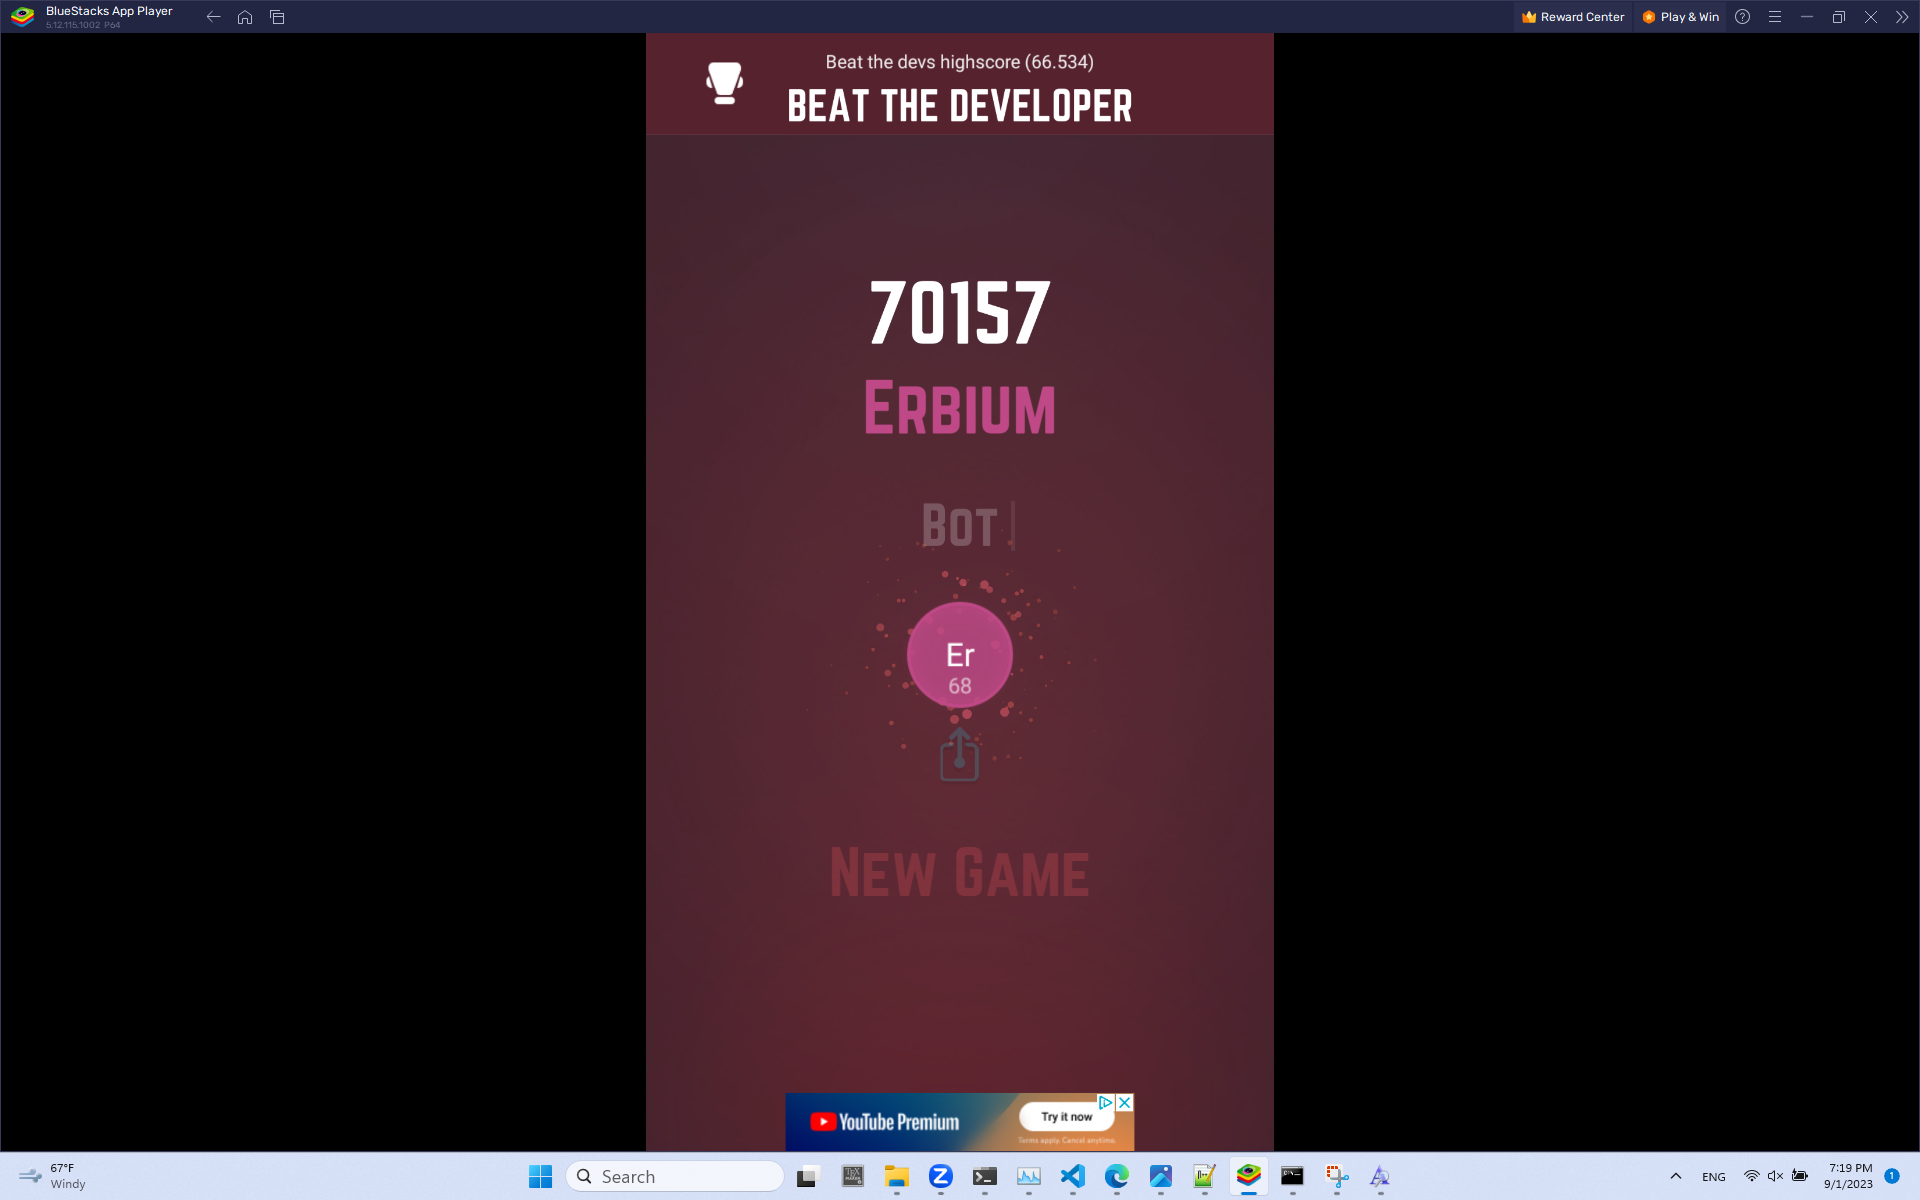 BlueStacks App Player
5.12.115.1002 P64
Reward Center
Play & Win
Beat the devs highscore (66.534)
BEAT THE DEVELOPER
70157
ERBIUM
BOT
Er
68
NEW GAME
YouTube Premium
Try it now
Terms apply. Cancel anytime.
67°F
Windy
Search
ENG
7:19 PM
9/1/2023
1